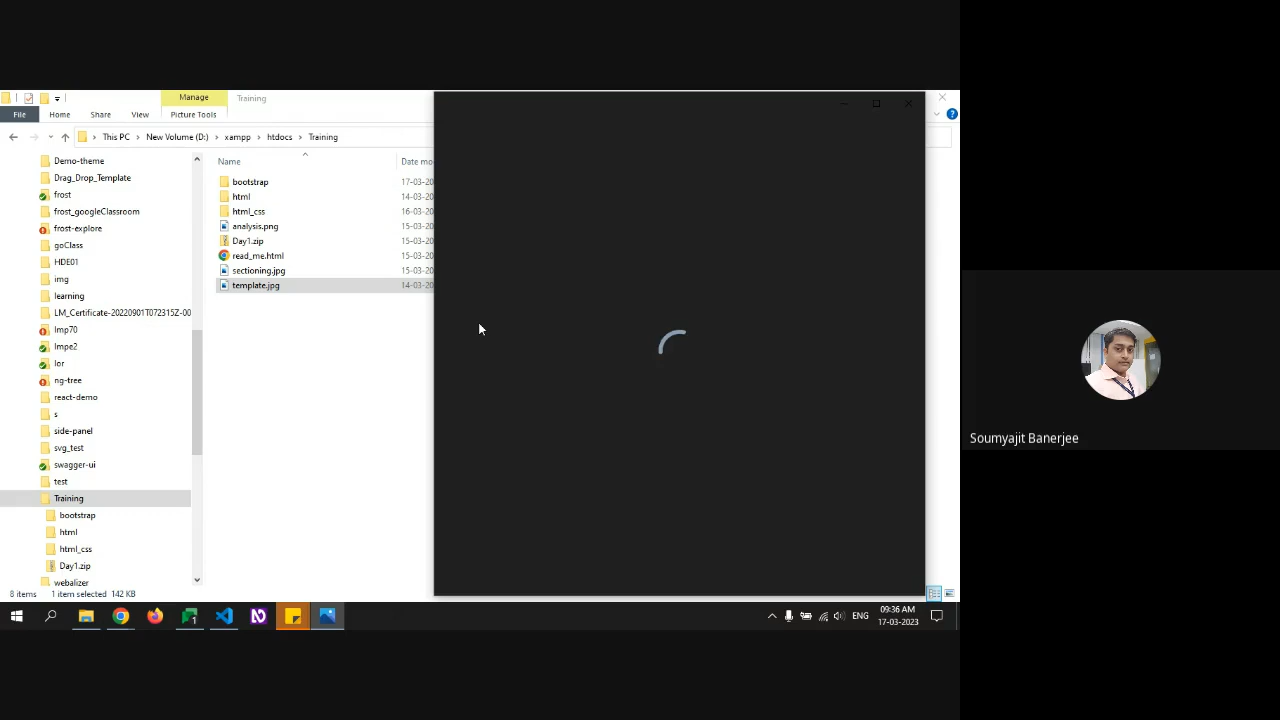 Manage
Training
File
Home
Share
View
Picture Tools
This PC
New Volume (D:)
xampp
htdocs
Training
Demo-theme
Drag_Drop_Template
frost
frost_googleClassroom
frost-explore
goClass
HDE01
img
learning
LM_Certificate-20220901T072315Z-00
lmp70
lmpe2
lor
ng-tree
react-demo
s
side-panel
svg_test
swagger-ui
test
Training
bootstrap
html
html_css
Day1.zip
webalizer
Name
Date mo
bootstrap
17-03-20
html
14-03-20
html_css
16-03-20
analysis.png
15-03-20
Day1.zip
15-03-20
read_me.html
15-03-20
sectioning.jpg
15-03-20
template.jpg
14-03-20
8 items
1 item selected
142 KB
ENG
09:36 AM
17-03-2023
Soumyajit Banerjee